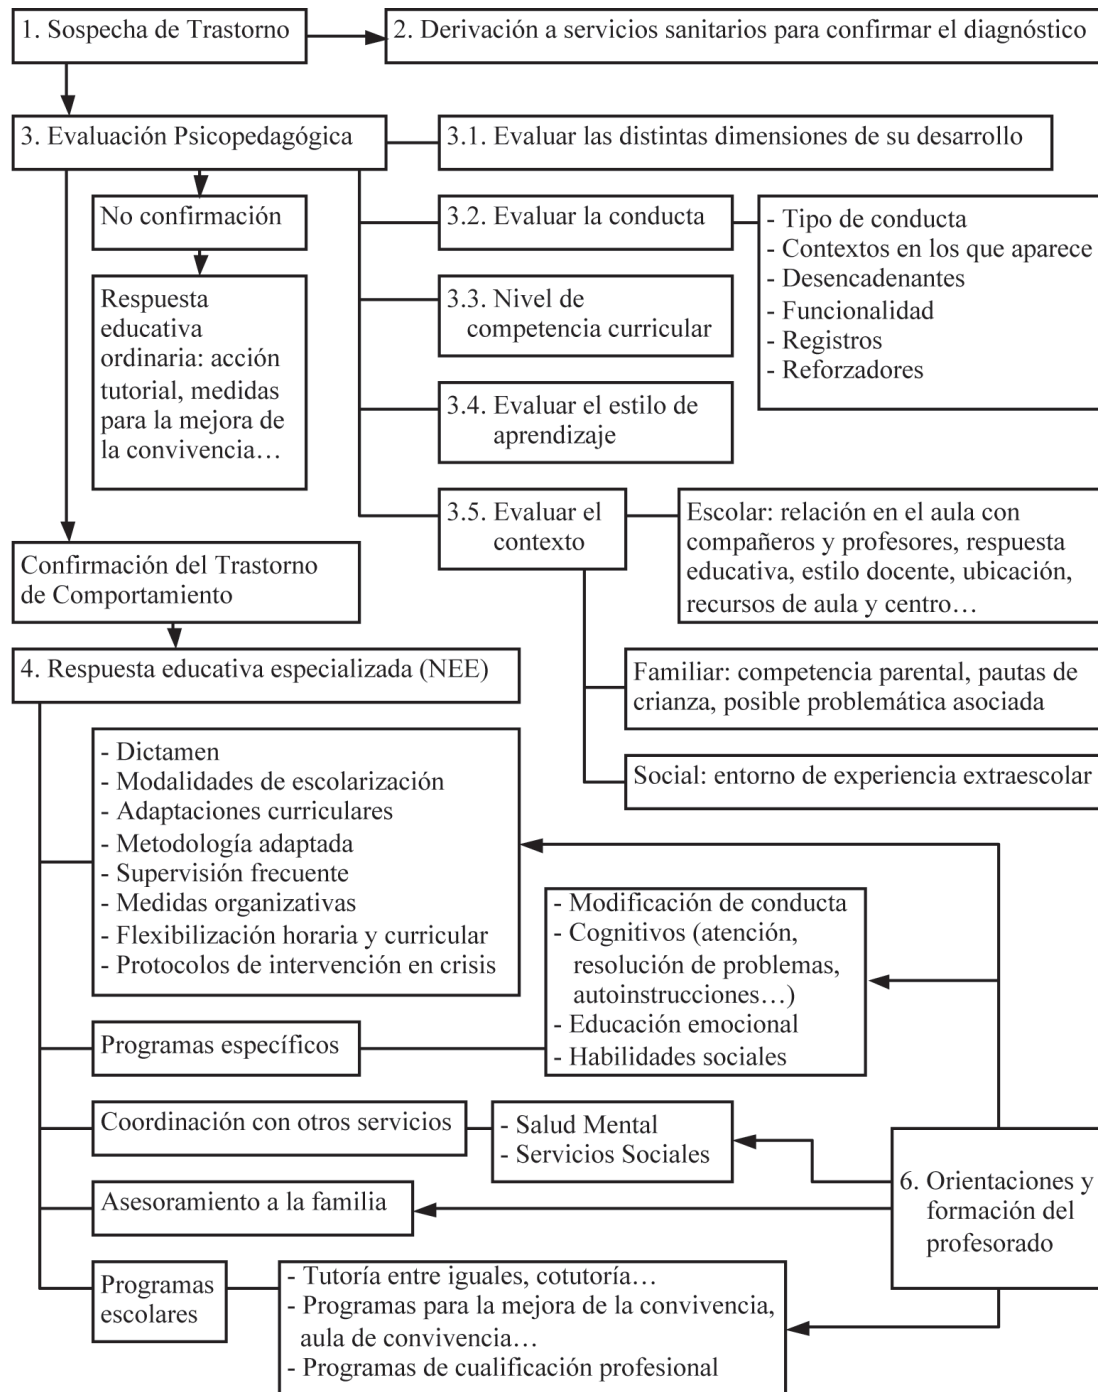 1. Sospecha de Trastorno
2. Derivación a servicios sanitarios para confirmar el diagnóstico
3. Evaluación Psicopedagógica
3.1. Evaluar las distintas dimensiones de su desarrollo
No confirmación
3.2. Evaluar la conducta
- Tipo de conducta
- Contextos en los que aparece
- Desencadenantes
- Funcionalidad
- Registros
- Reforzadores
Respuesta
educativa
ordinaria: acción
tutorial, medidas
para la mejora de
la convivencia…
3.3. Nivel de
competencia curricular
3.4. Evaluar el estilo de
aprendizaje
3.5. Evaluar el
contexto
Escolar: relación en el aula con
compañeros y profesores, respuesta
educativa, estilo docente, ubicación,
recursos de aula y centro…
Confirmación del Trastorno
de Comportamiento
4. Respuesta educativa especializada (NEE)
Familiar: competencia parental, pautas de
crianza, posible problemática asociada
Social: entorno de experiencia extraescolar
- Dictamen
- Modalidades de escolarización
- Adaptaciones curriculares
- Metodología adaptada
- Supervisión frecuente
- Medidas organizativas
- Flexibilización horaria y curricular
- Protocolos de intervención en crisis
- Modificación de conducta
- Cognitivos (atención,
resolución de problemas,
autoinstrucciones…)
- Educación emocional
- Habilidades sociales
Programas específicos
Coordinación con otros servicios
- Salud Mental
- Servicios Sociales
Asesoramiento a la familia
6. Orientaciones y
formación del
profesorado
Programas
escolares
- Tutoría entre iguales, cotutoría…
- Programas para la mejora de la convivencia,
aula de convivencia…
- Programas de cualificación profesional